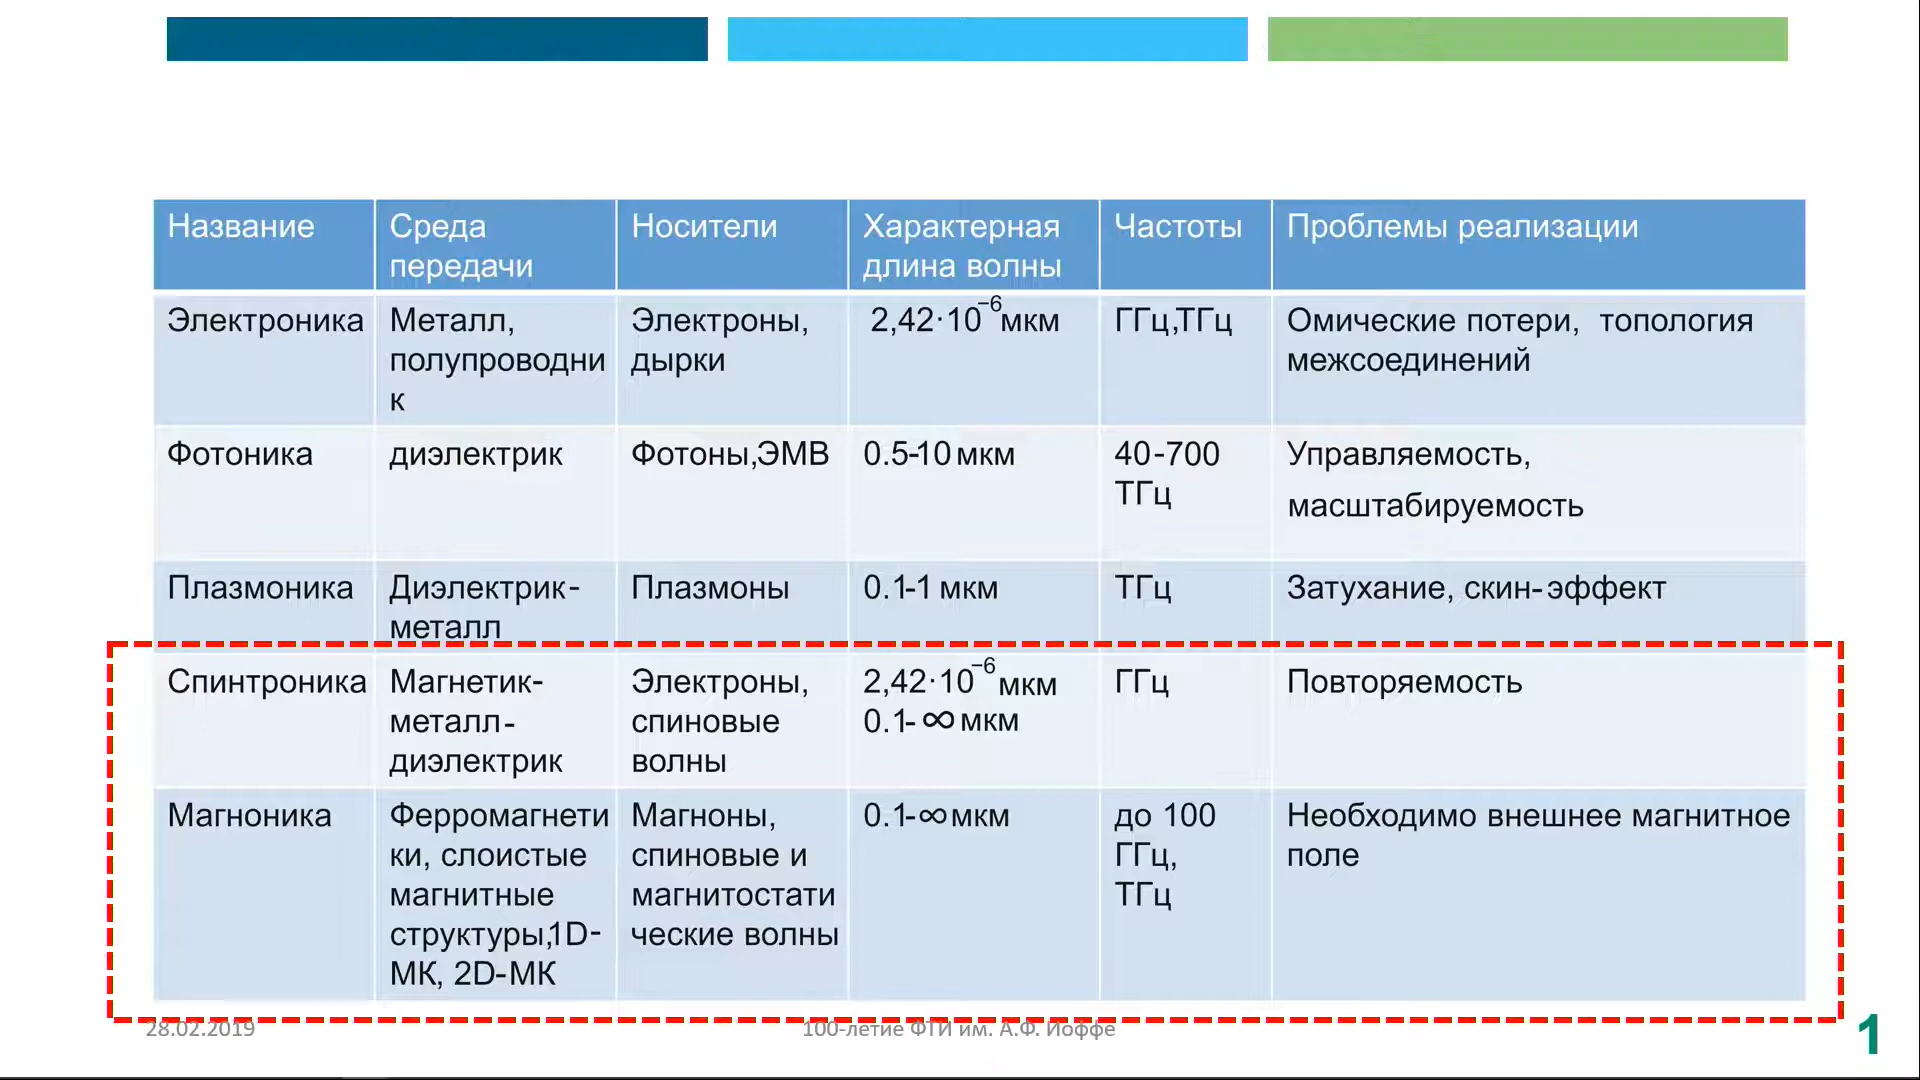 Название
Среда
передачи
Носители
Характерная
длина волны
Частоты
Проблемы реализации
Электроника
Металл,
полупроводни
к
Электроны,
дырки
2,42·10⁻⁶мкм
ГГц,ТГц
Омические потери, топология
межсоединений
Фотоника
диэлектрик
Фотоны,ЭМВ
0.5-10 мкм
40-700
ТГц
Управляемость,
масштабируемость
Плазмоника
Диэлектрик-
металл
Плазмоны
0.1-1 мкм
ТГц
Затухание, скин-эффект
Спинтроника
Магнетик-
металл-
диэлектрик
Электроны,
спиновые
волны
2,42·10⁻⁶ мкм
0.1-∞ мкм
ГГц
Повторяемость
Магноника
Ферромагнети
ки, слоистые
магнитные
структуры,1D-
МК, 2D-МК
Магноны,
спиновые и
магнитостати
ческие волны
0.1-∞ мкм
до 100
ГГц,
ТГц
Необходимо внешнее магнитное
поле
28.02.2019
100-летие ФТИ им. А.Ф. Иоффе
1